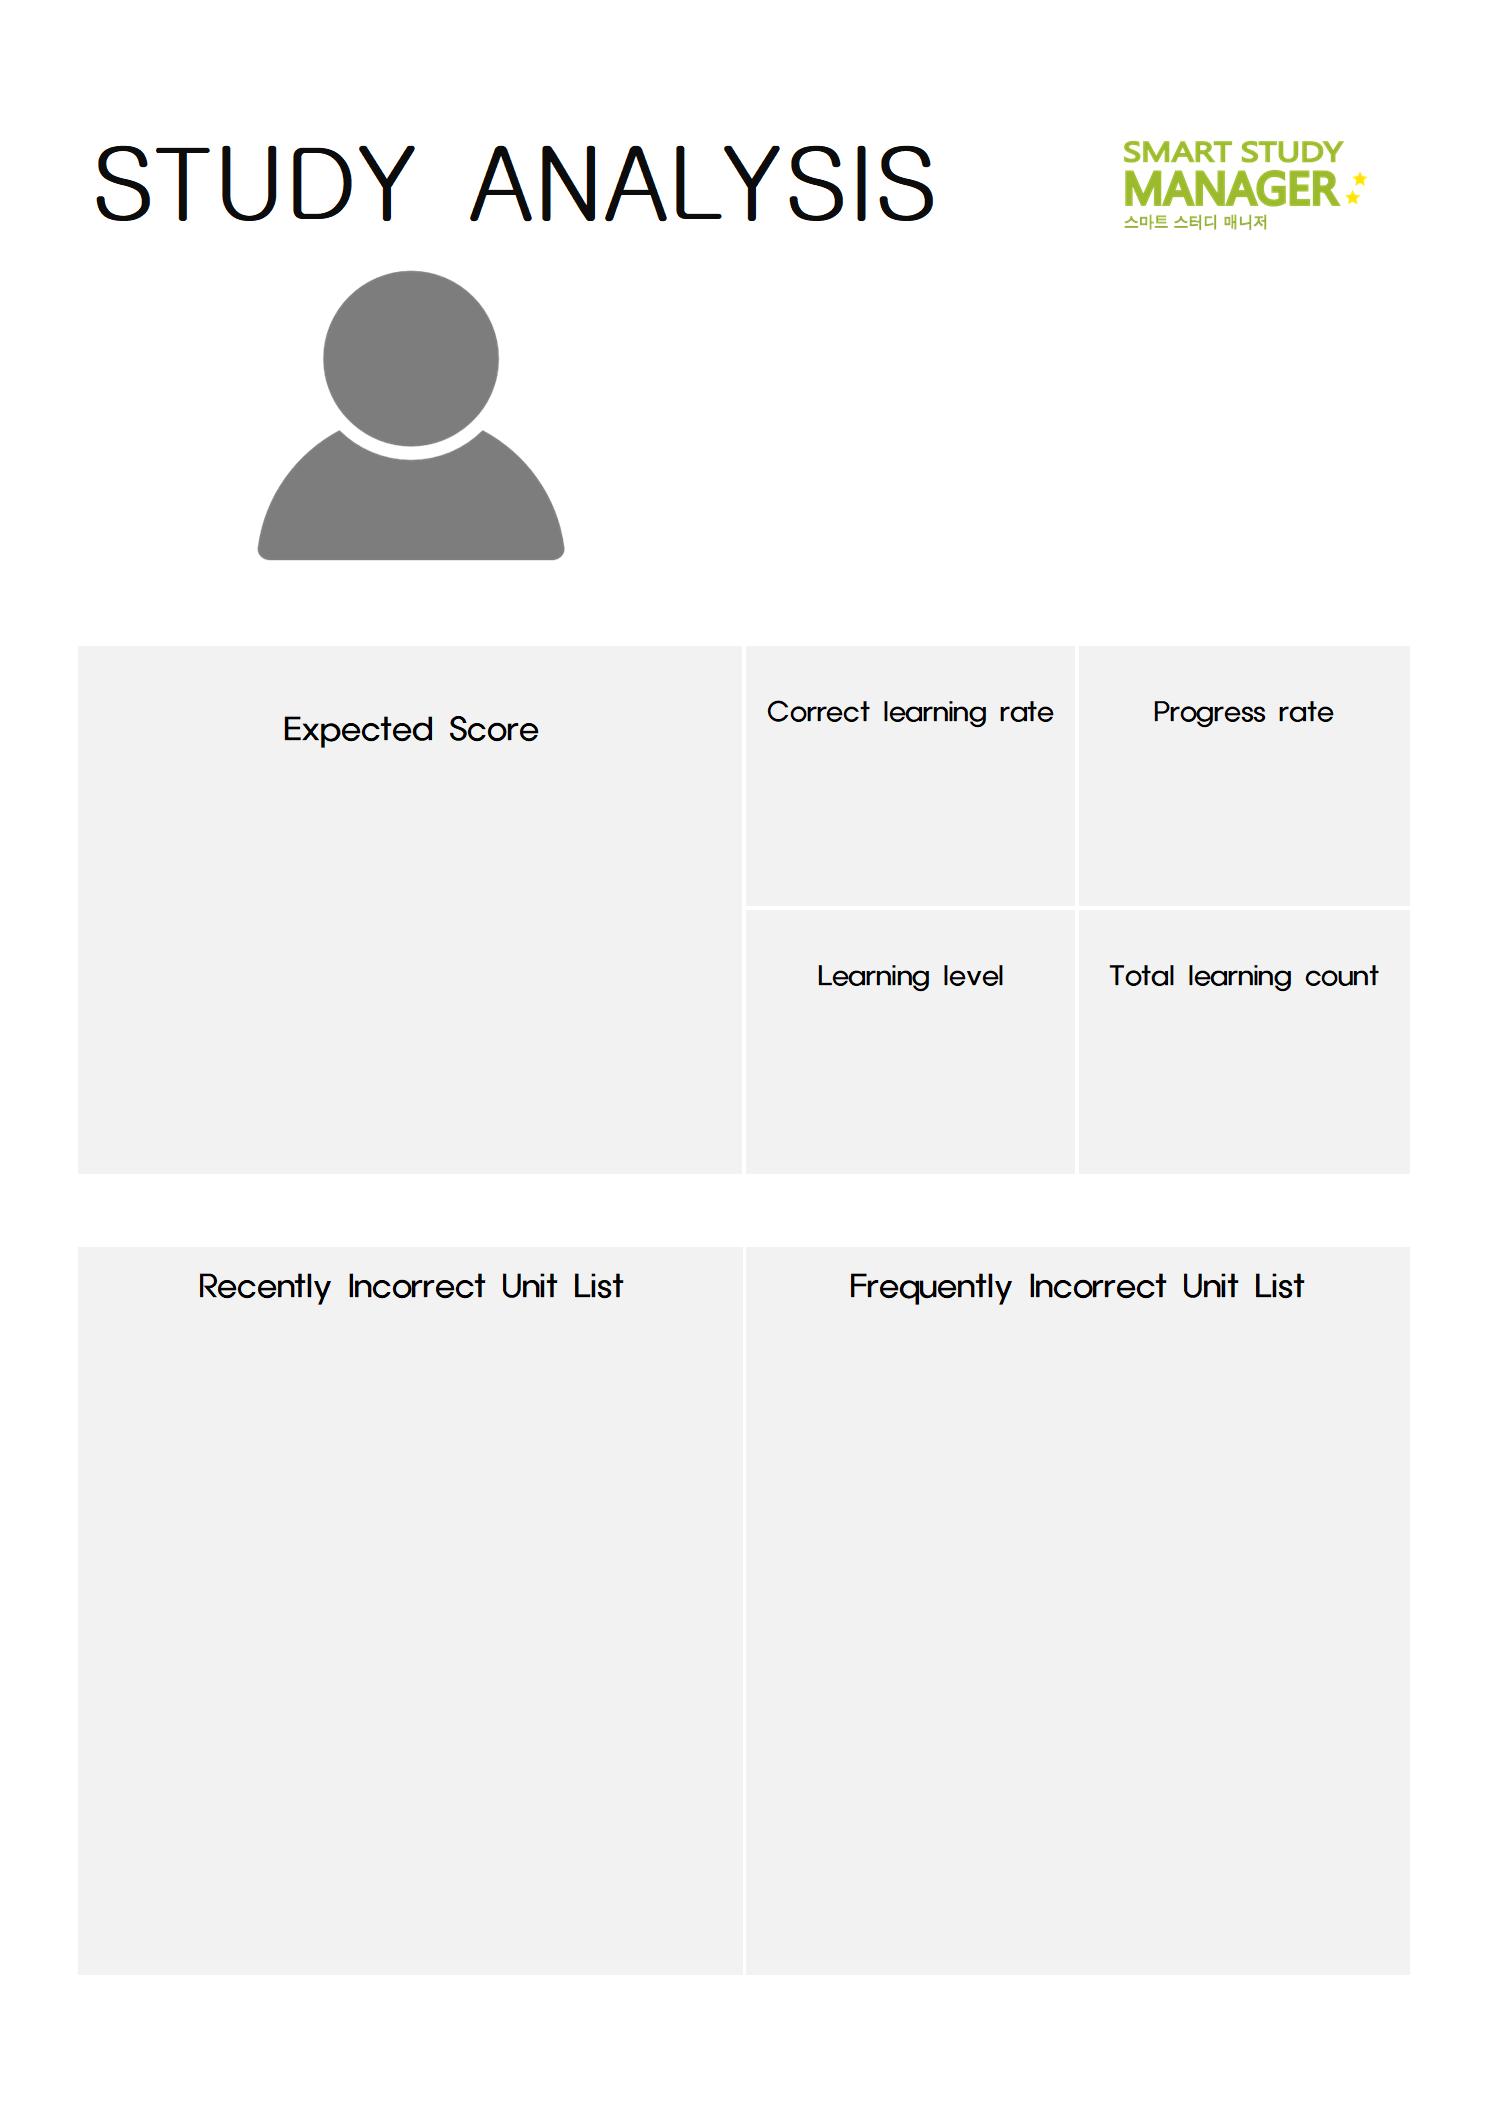 STUDY ANALYSIS
SMART STUDY
MANAGER
스마트 스터디 매니저
Expected Score
Correct learning rate
Progress rate
Learning level
Total learning count
Recently Incorrect Unit List
Frequently Incorrect Unit List